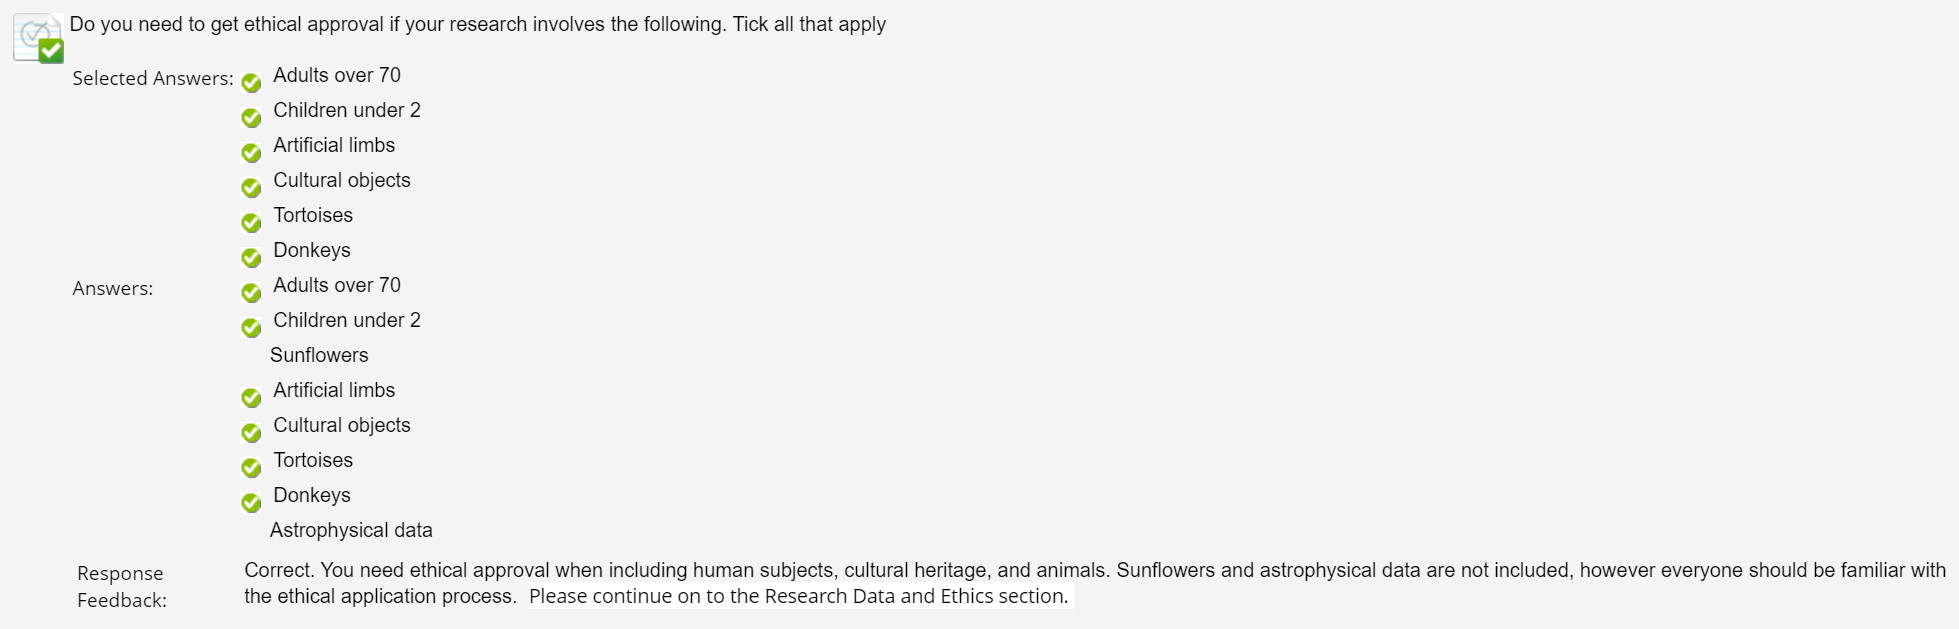 Do you need to get ethical approval if your research involves the following. Tick all that apply
Selected Answers:
Adults over 70
Children under 2
Artificial limbs
Cultural objects
Tortoises
Donkeys
Answers:
Adults over 70
Children under 2
Sunflowers
Artificial limbs
Cultural objects
Tortoises
Donkeys
Astrophysical data
Response
Feedback:
Correct. You need ethical approval when including human subjects, cultural heritage, and animals. Sunflowers and astrophysical data are not included, however everyone should be familiar with
the ethical application process. Please continue on to the Research Data and Ethics section.